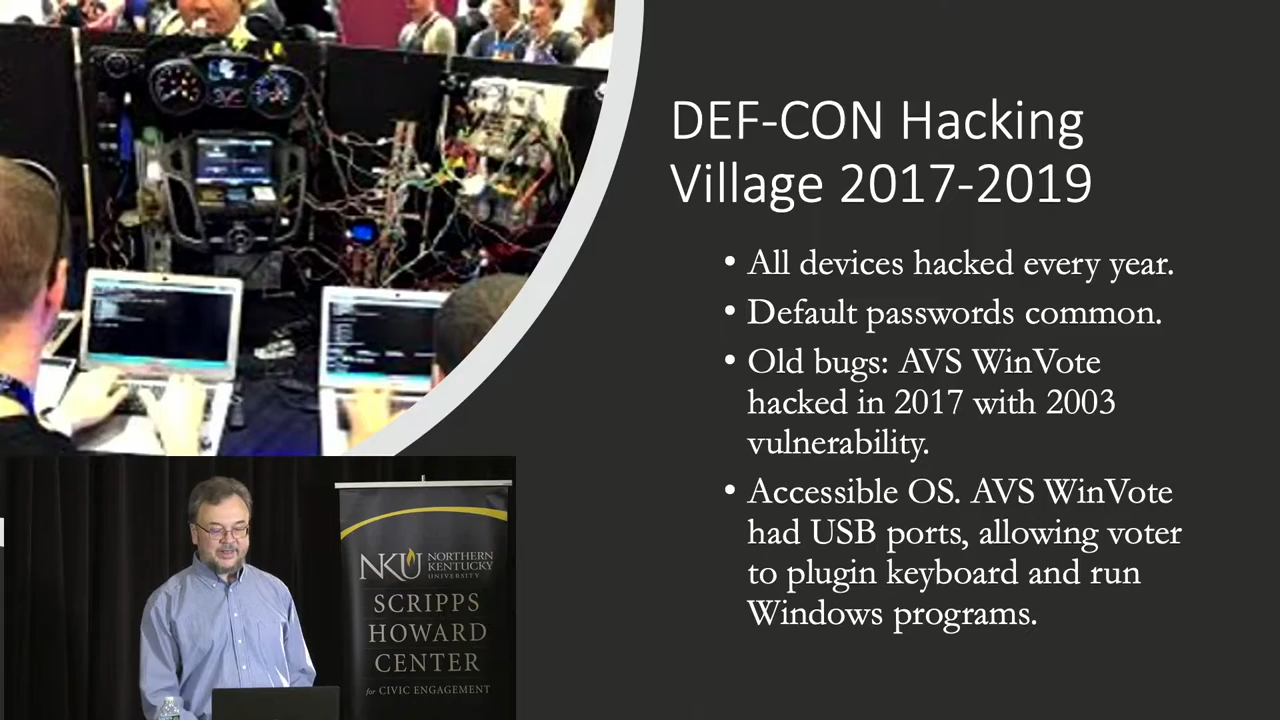 DEF-CON Hacking
Village 2017-2019
• All devices hacked every year.
• Default passwords common.
• Old bugs: AVS WinVote
hacked in 2017 with 2003
vulnerability.
• Accessible OS. AVS WinVote
had USB ports, allowing voter
to plugin keyboard and run
Windows programs.
NKU NORTHERN
KENTUCKY
UNIVERSITY
SCRIPPS
HOWARD
CENTER
for CIVIC ENGAGEMENT